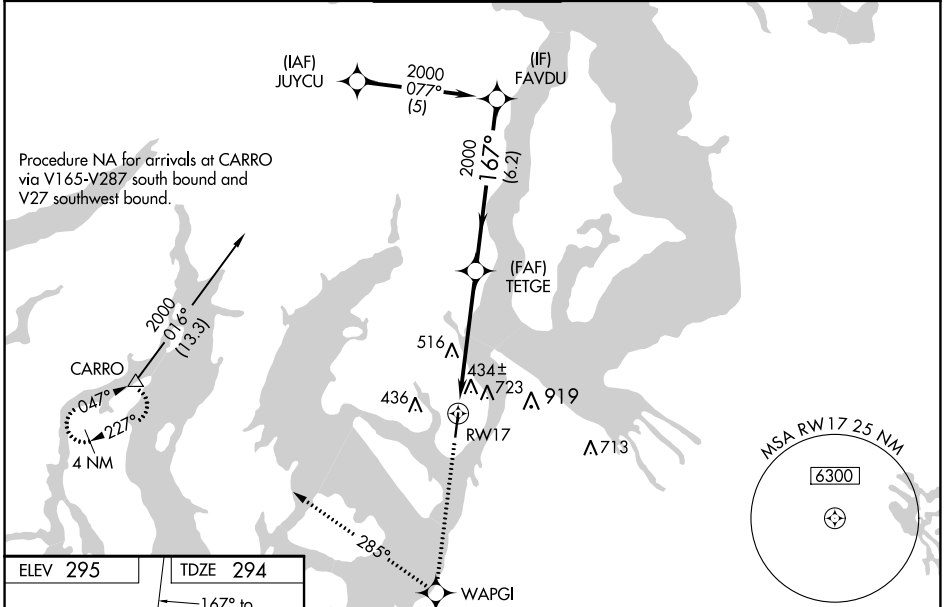 (IAF)
JUYCU
2000
077°
(5)
(IF)
FAVDU
2000
167°
(6.2)
Procedure NA for arrivals at CARRO
via V165-V287 south bound and
V27 southwest bound.
(FAF)
TETGE
2000
016°
(13.3)
CARRO
047°
227°
4 NM
516
434±
723
436
919
RW17
713
MSA RW17 25 NM
6300
285°
WAPGI
ELEV 295
TDZE 294
167° to